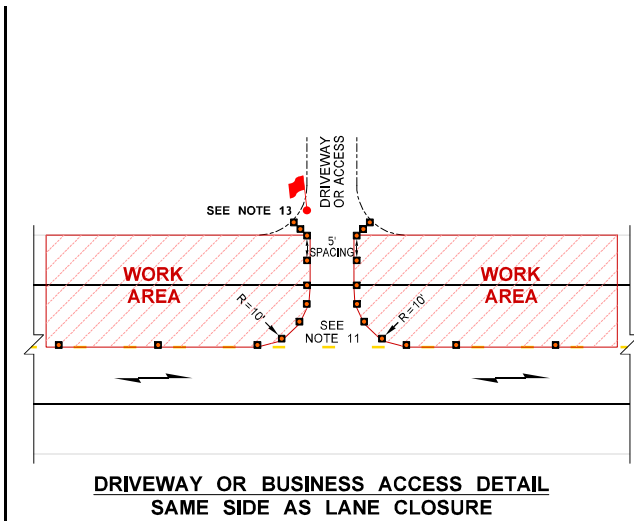 DRIVEWAY
OR ACCESS
SEE NOTE 13
5'
SPACING
WORK
AREA
WORK
AREA
R=10'
R=10'
SEE
NOTE 11
DRIVEWAY OR BUSINESS ACCESS DETAIL
SAME SIDE AS LANE CLOSURE